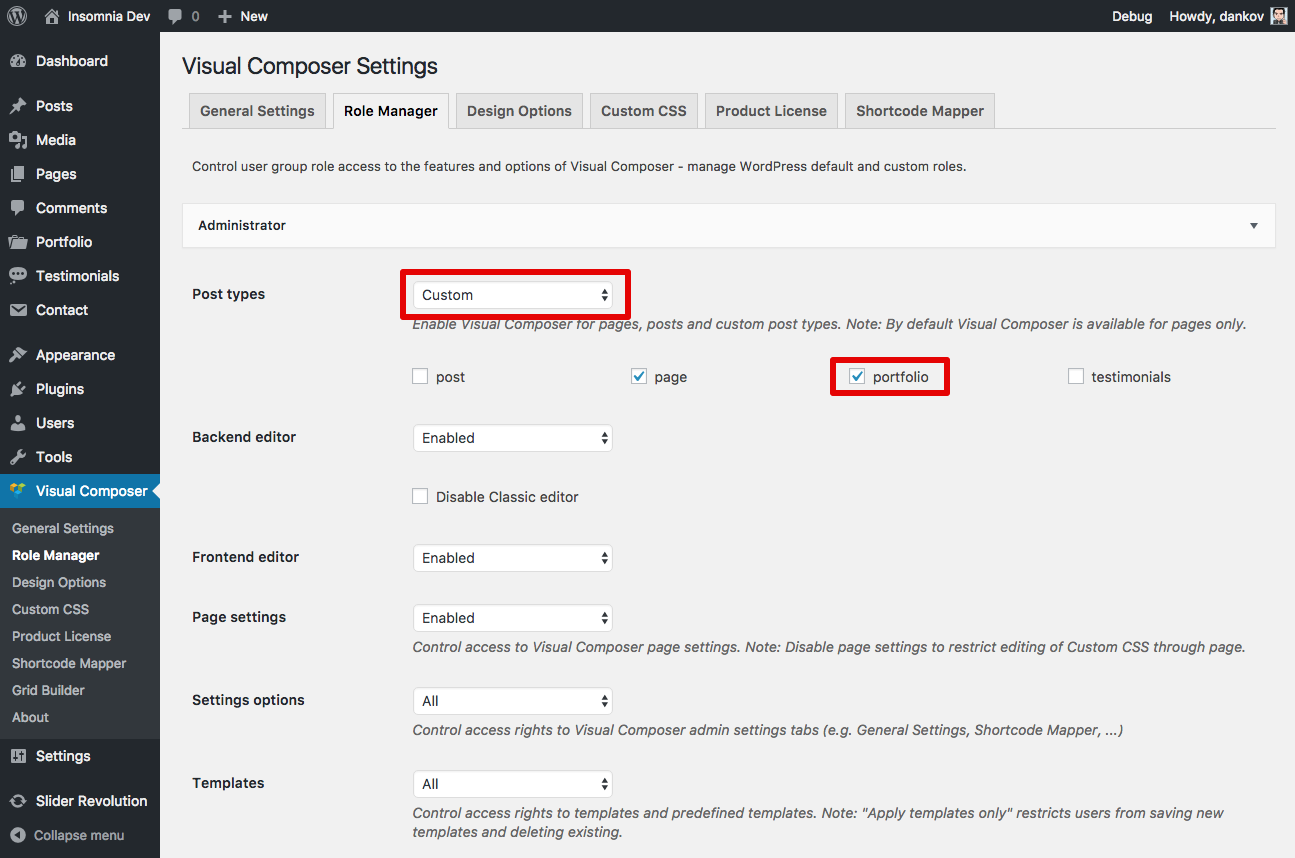 Insomnia Dev
0
New
Debug
Howdy, dankov
Dashboard
Posts
Media
Pages
Comments
Portfolio
Testimonials
Contact
Appearance
Plugins
Users
Tools
Visual Composer
General Settings
Role Manager
Design Options
Custom CSS
Product License
Shortcode Mapper
Grid Builder
About
Settings
Slider Revolution
Collapse menu
Visual Composer Settings
General Settings
Role Manager
Design Options
Custom CSS
Product License
Shortcode Mapper
Control user group role access to the features and options of Visual Composer - manage WordPress default and custom roles.
Administrator
Post types
Custom
Enable Visual Composer for pages, posts and custom post types. Note: By default Visual Composer is available for pages only.
post
page
portfolio
testimonials
Backend editor
Enabled
Disable Classic editor
Frontend editor
Enabled
Page settings
Enabled
Control access to Visual Composer page settings. Note: Disable page settings to restrict editing of Custom CSS through page.
Settings options
All
Control access rights to Visual Composer admin settings tabs (e.g. General Settings, Shortcode Mapper, ...)
Templates
All
Control access rights to templates and predefined templates. Note: "Apply templates only" restricts users from saving new
templates and deleting existing.